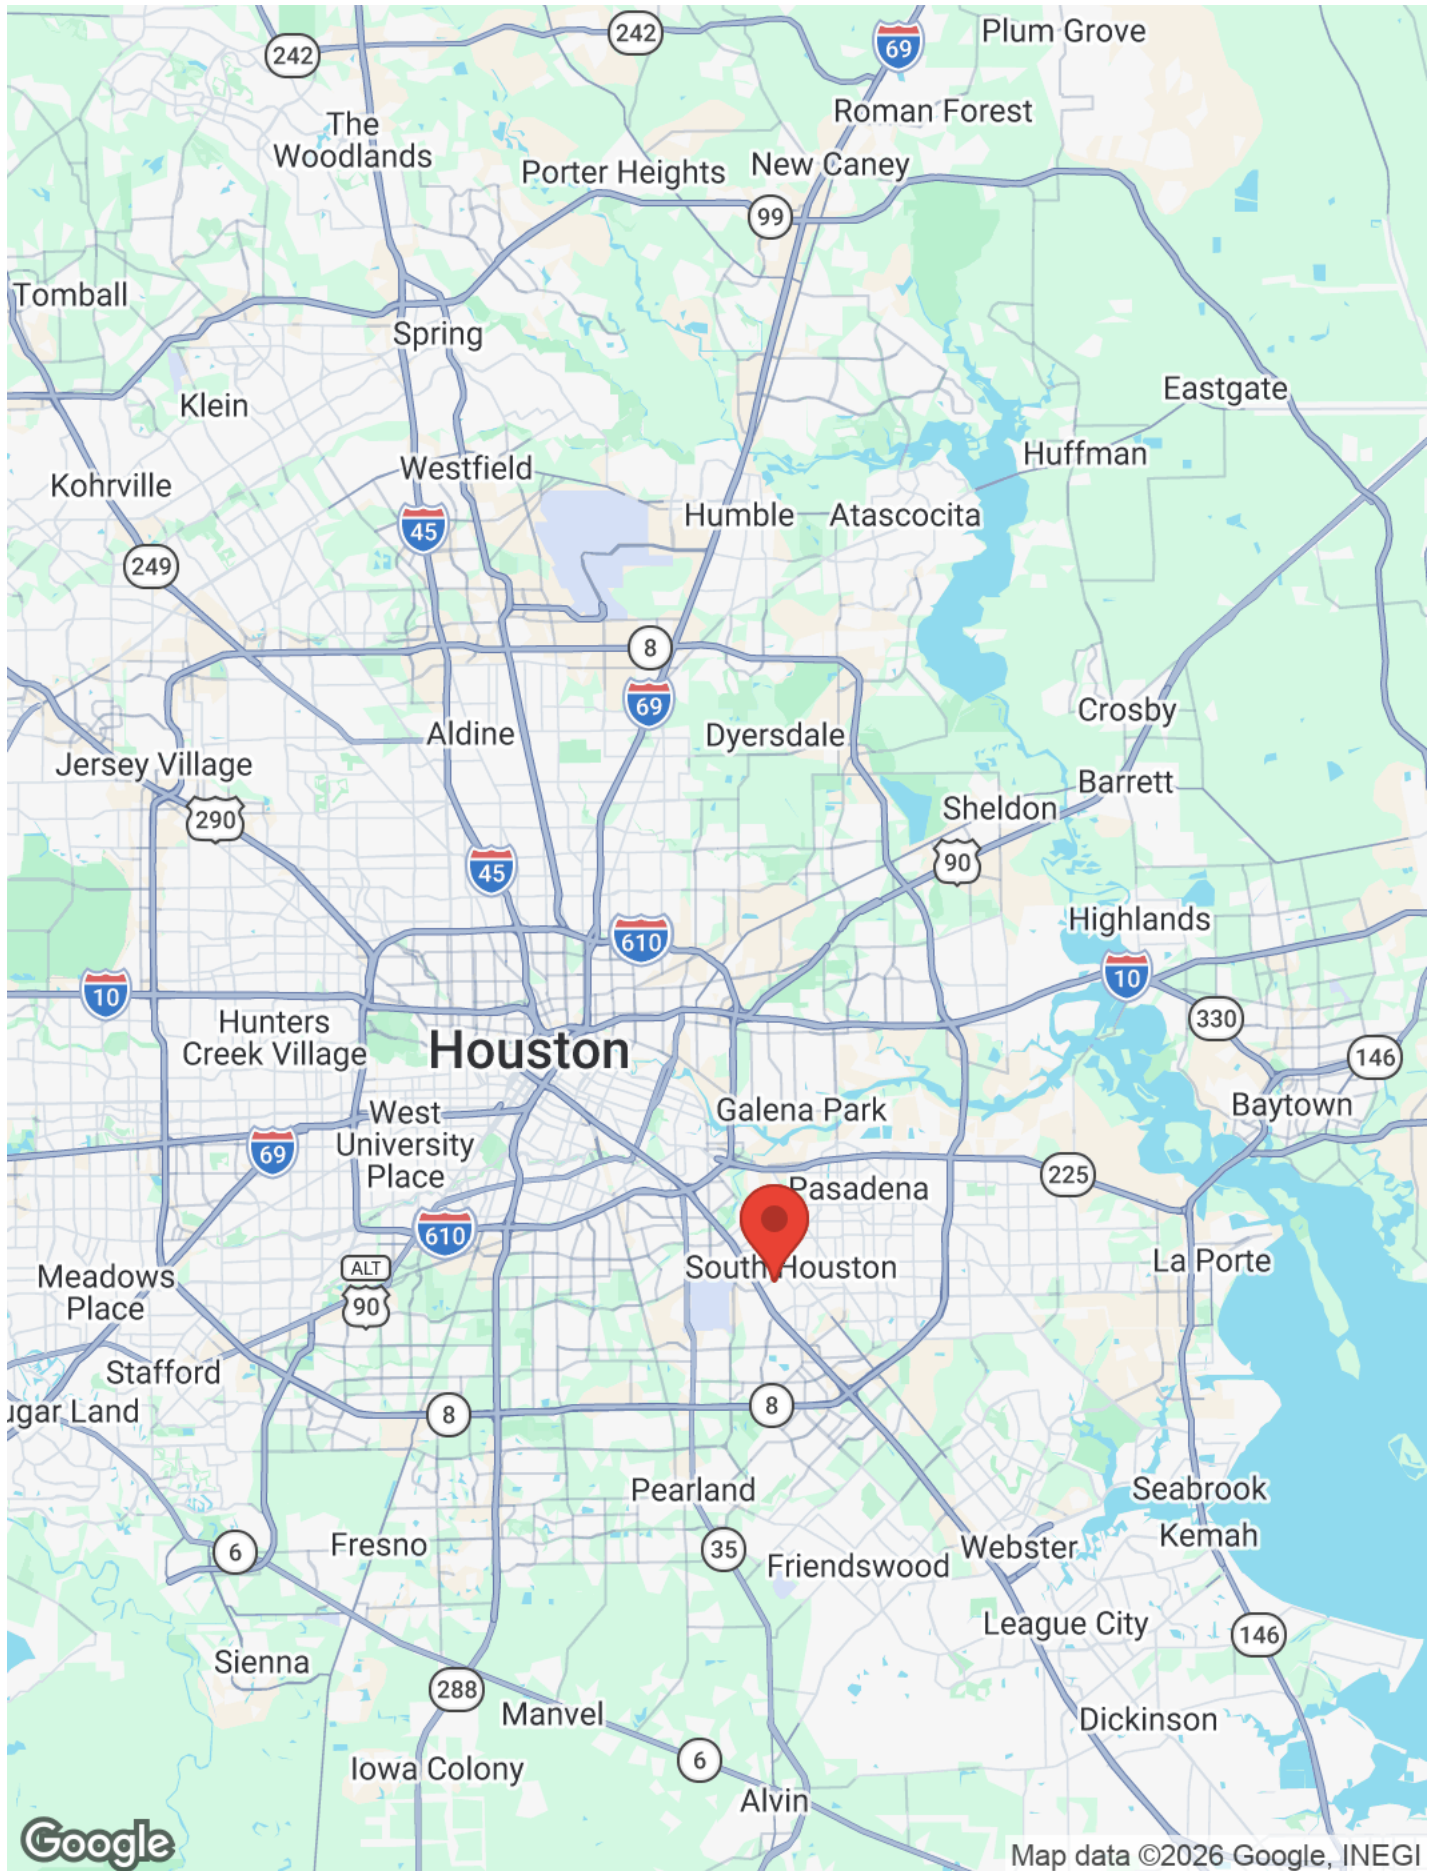 242
242
69
Plum Grove
Roman Forest
The
Woodlands
Porter Heights
New Caney
99
Tomball
Spring
Eastgate
Klein
Huffman
Westfield
Kohrville
45
Humble
Atascocita
249
8
69
Crosby
Aldine
Dyersdale
Jersey Village
Barrett
Sheldon
290
45
90
Highlands
610
10
10
330
Hunters
Creek Village
Houston
146
West
University
Place
Galena Park
Baytown
69
225
Pasadena
610
South Houston
La Porte
Meadows
Place
ALT
90
Stafford
ugar Land
8
8
Pearland
Seabrook
Kemah
6
Fresno
35
Webster
Friendswood
League City
146
Sienna
288
Manvel
Dickinson
6
Iowa Colony
Alvin
Google
Map data ©2026 Google, INEGI